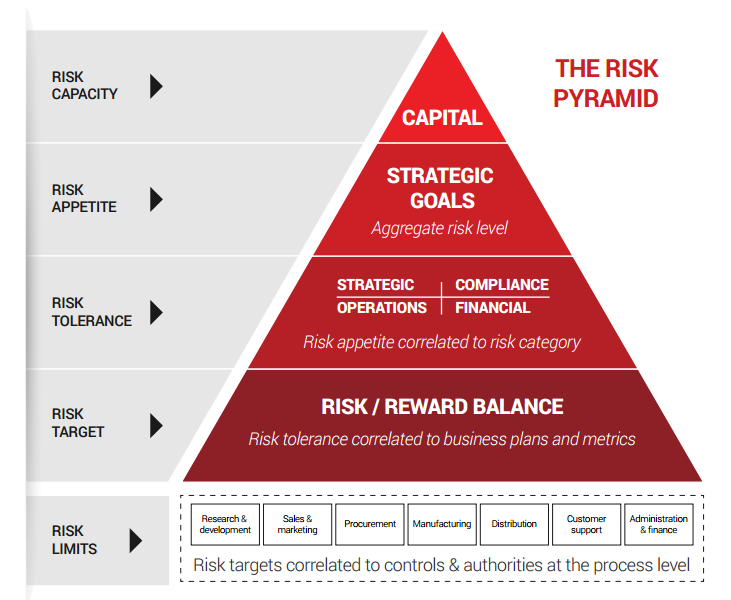 THE RISK
PYRAMID
RISK
CAPACITY
CAPITAL
RISK
APPETITE
STRATEGIC
GOALS
Aggregate risk level
RISK
TOLERANCE
STRATEGIC COMPLIANCE
OPERATIONS FINANCIAL
Risk appetite correlated to risk category
RISK
TARGET
RISK / REWARD BALANCE
Risk tolerance correlated to business plans and metrics
RISK
LIMITS
Research &
development
Sales &
marketing
Procurement
Manufacturing
Distribution
Customer
support
Administration
& finance
Risk targets correlated to controls & authorities at the process level